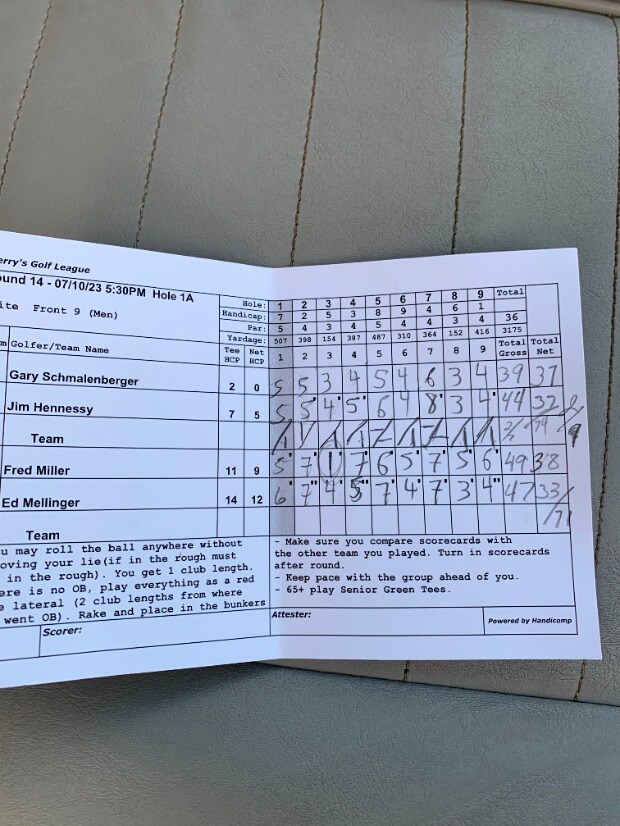 erry's Golf League
ound 14 - 07/10/23 5:30PM Hole 1A
ite Front 9 (Men)
Hole: 1 2 3 4 5 6 7 8 9 Total
Handicap: 7 2 5 3 8 9 4 6 1
Par: 5 4 3 4 5 4 4 3 4 36
Yardage: 507 398 154 387 487 310 364 152 416 3175
m Golfer/Team Name Tee HCP Net HCP 1 2 3 4 5 6 7 8 9 Total Gross Total Net
Gary Schmalenberger 2 0 5 5 3 4 5 4 6 3 4 39 37
Jim Hennessy 7 5 5 5' 4' 5' 6 4 8' 3 4' 44 32
Team
Fred Miller 11 9 5' 7' 1' 7' 6' 5' 7' 5' 6' 49 38
Ed Mellinger 14 12 6' 7" 4' 5" 7' 4' 7' 3' 4" 47 33
Team /71
u may roll the ball anywhere without
oving your lie(if in the rough must
in the rough). You get 1 club length.
ere is no OB, play everything as a red
e lateral (2 club lengths from where
went OB). Rake and place in the bunkers
- Make sure you compare scorecards with
the other team you played. Turn in scorecards
after round.
- Keep pace with the group ahead of you.
- 65+ play Senior Green Tees.
Scorer:
Attester:
Powered by Handicomp